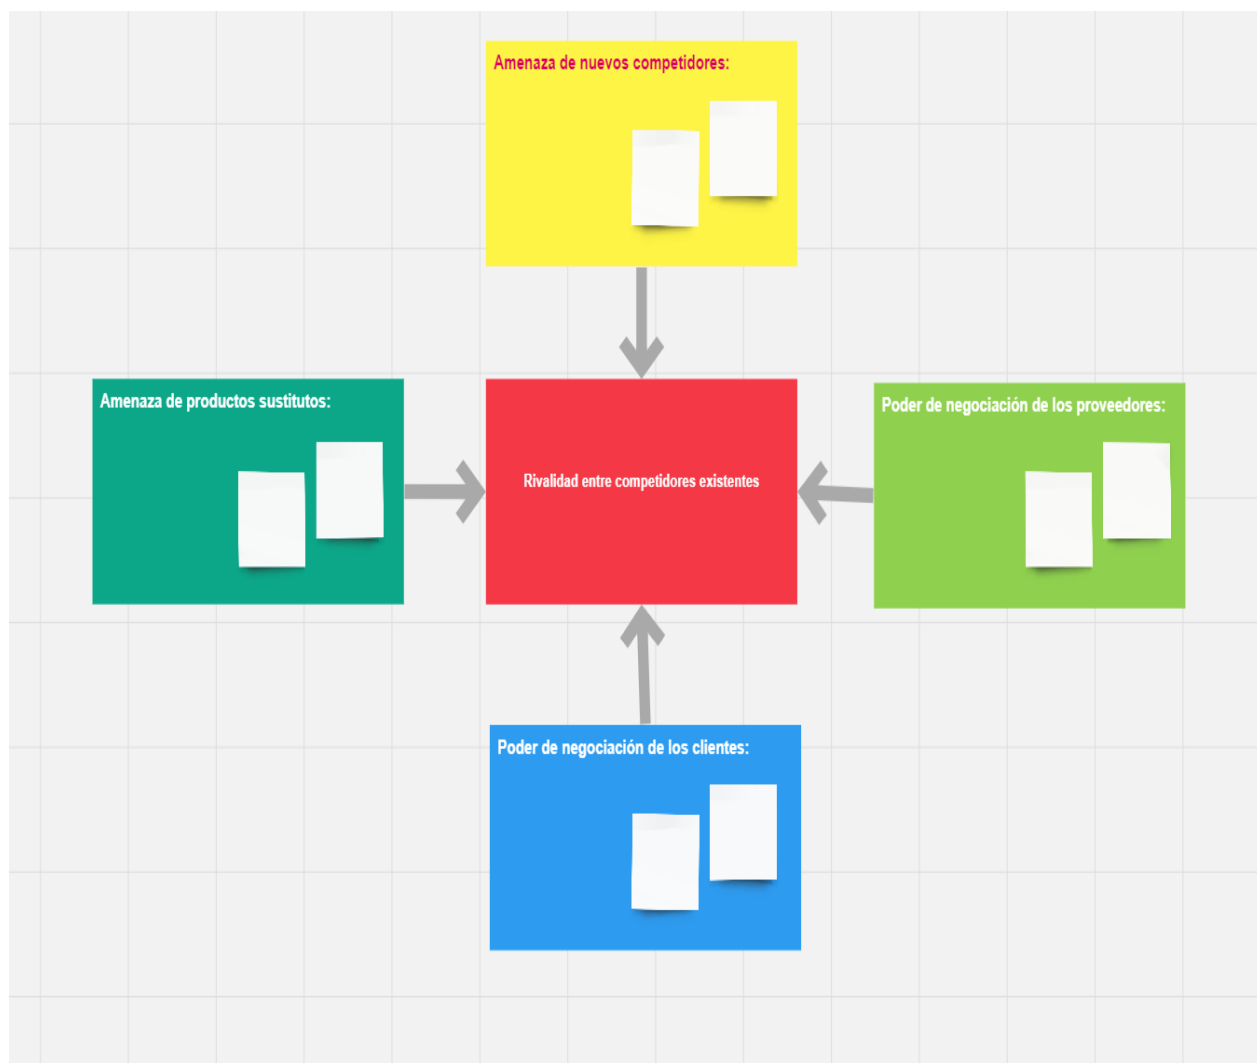 Amenaza de nuevos competidores:
Amenaza de productos sustitutos:
Rivalidad entre competidores existentes
Poder de negociación de los proveedores:
Poder de negociación de los clientes: